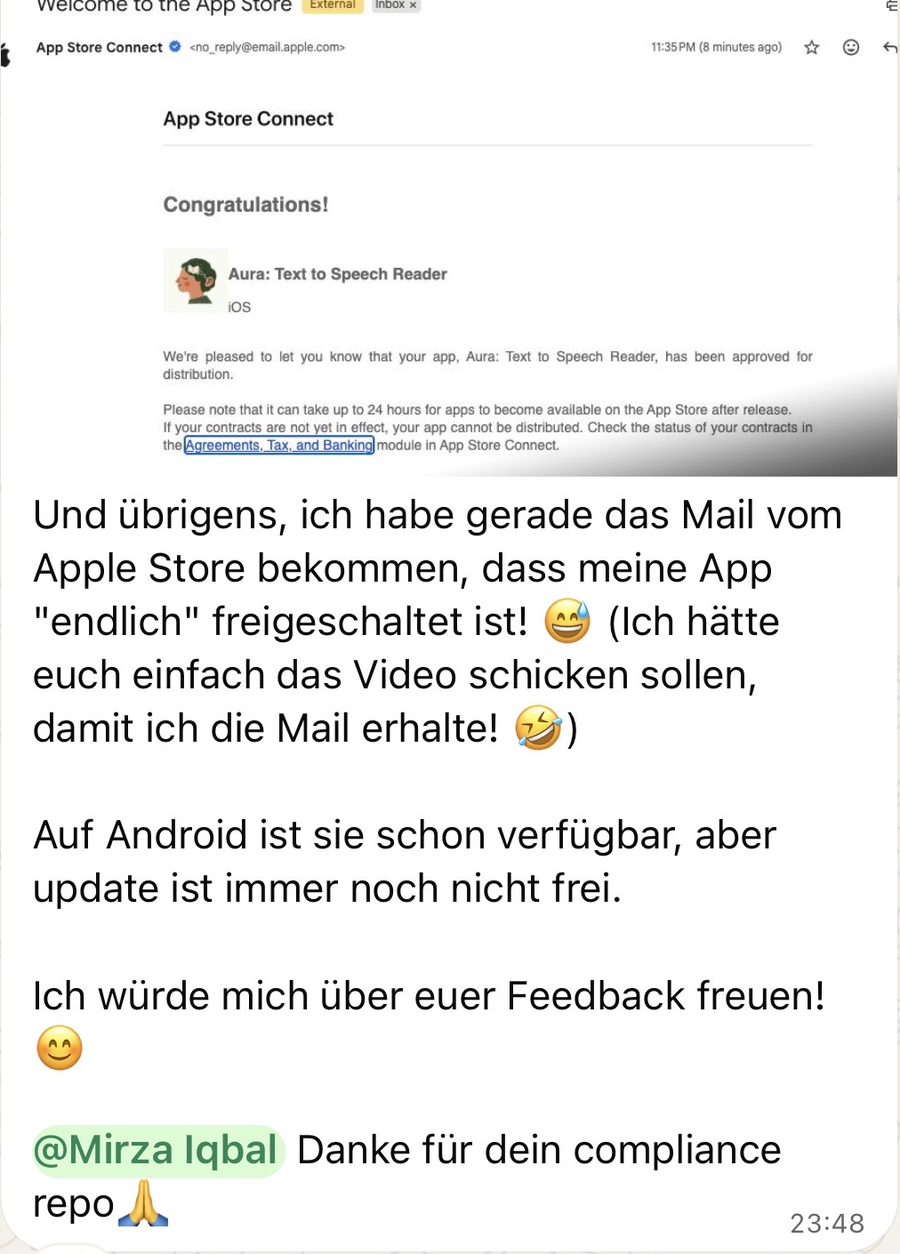 Welcome to the App Store External Inbox ×
App Store Connect <no_reply@email.apple.com> 11:35 PM (8 minutes ago)
App Store Connect
Congratulations!
Aura: Text to Speech Reader
iOS
We're pleased to let you know that your app, Aura: Text to Speech Reader, has been approved for
distribution.
Please note that it can take up to 24 hours for apps to become available on the App Store after release.
If your contracts are not yet in effect, your app cannot be distributed. Check the status of your contracts in
the Agreements, Tax, and Banking module in App Store Connect.
Und übrigens, ich habe gerade das Mail vom
Apple Store bekommen, dass meine App
"endlich" freigeschaltet ist! 😅 (Ich hätte
euch einfach das Video schicken sollen,
damit ich die Mail erhalte! 🤣)
Auf Android ist sie schon verfügbar, aber
update ist immer noch nicht frei.
Ich würde mich über euer Feedback freuen!
😊
@Mirza Iqbal Danke für dein compliance
repo🙏
23:48